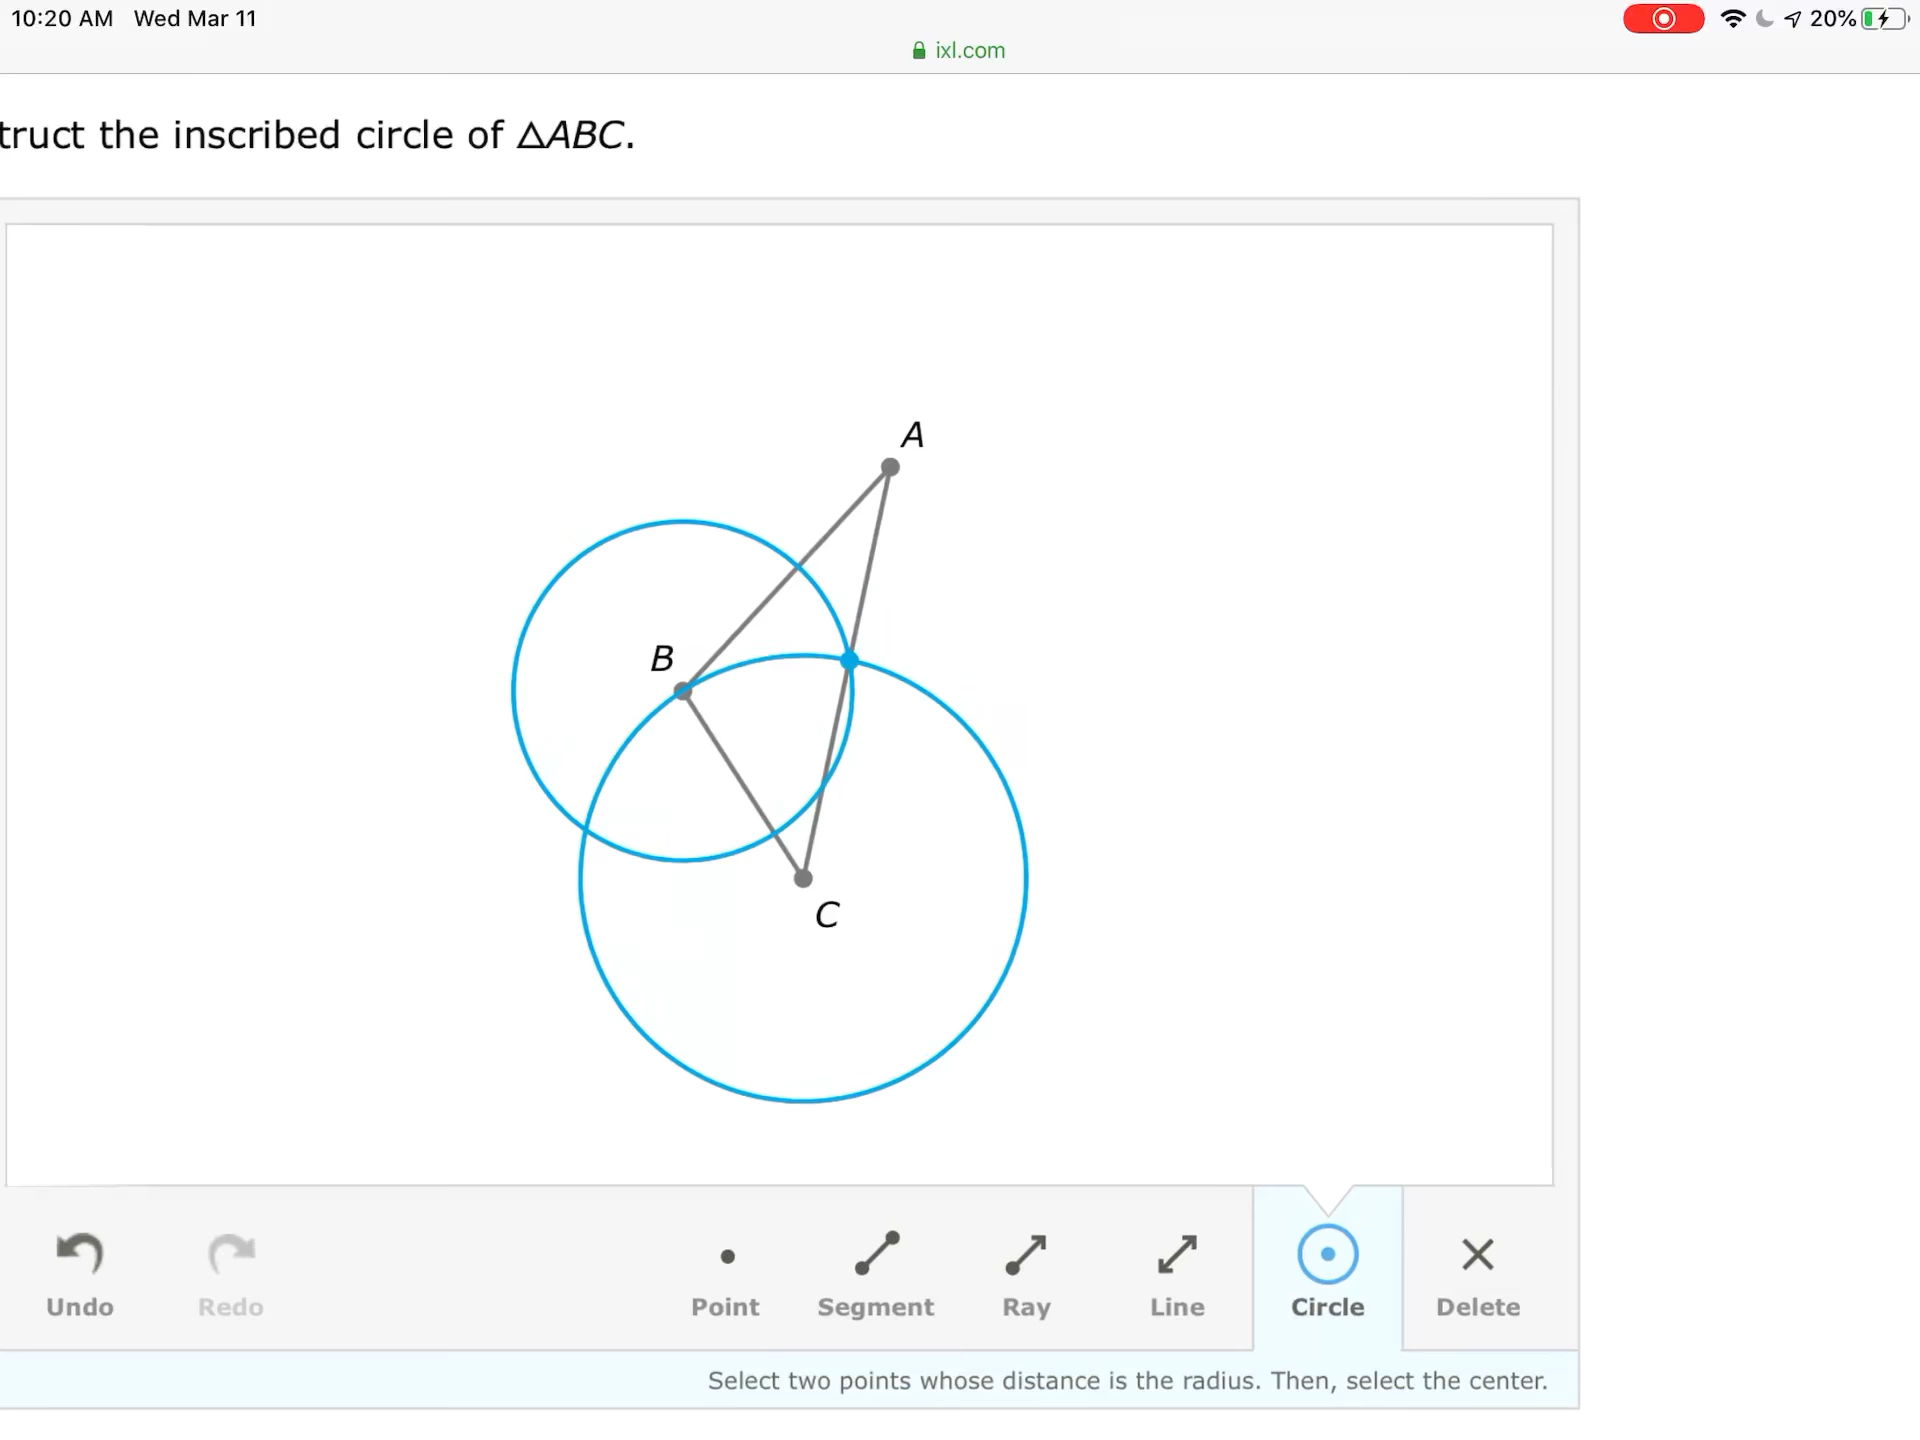 10:20 AM Wed Mar 11
20%
ixl.com
truct the inscribed circle of △ABC.
A
B
C
Undo Redo Point Segment Ray Line Circle Delete
Select two points whose distance is the radius. Then, select the center.